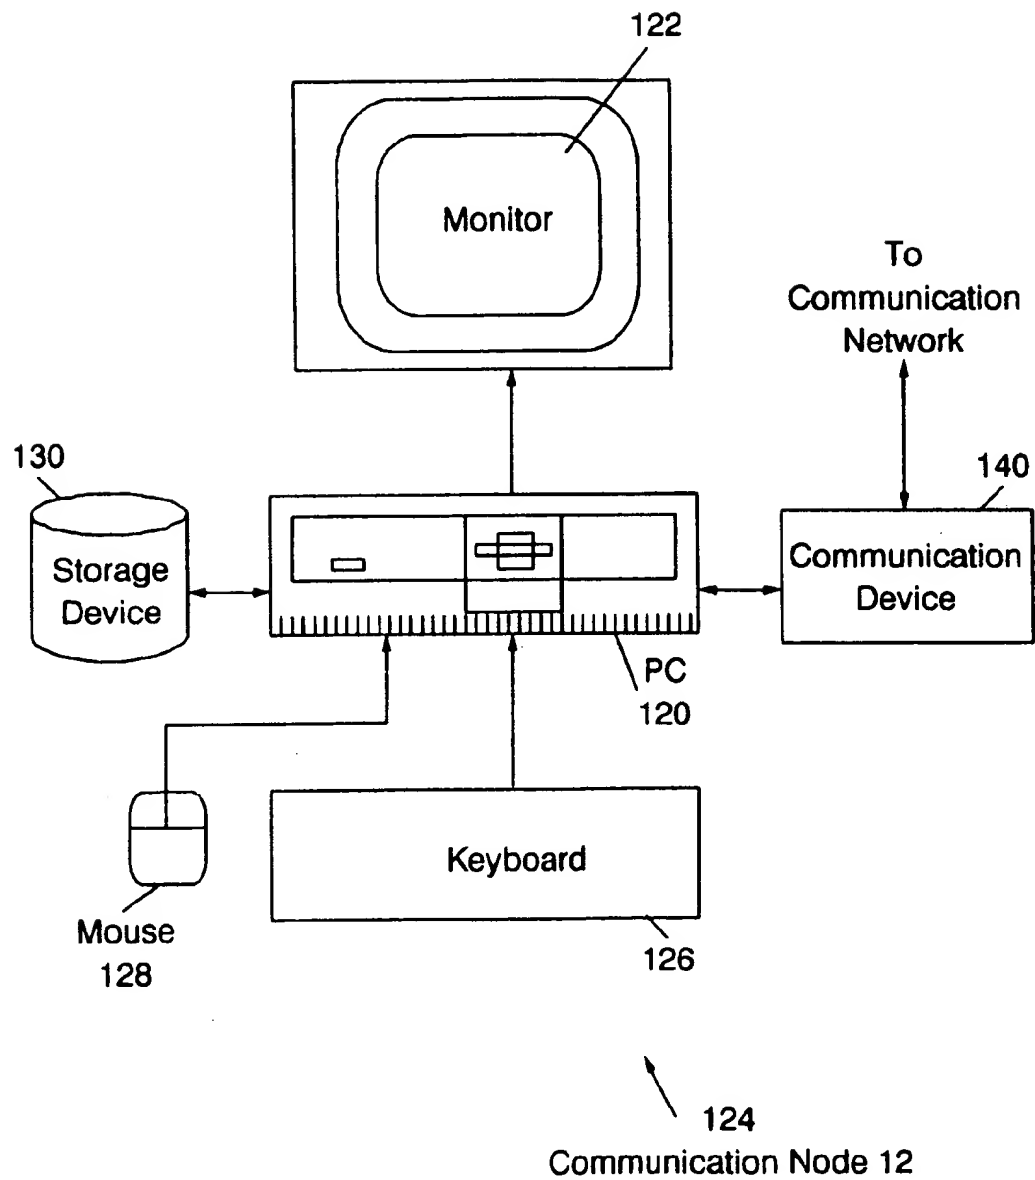 122
Monitor
To
Communication
Network
130
140
Storage
Device
Communication
Device
PC
120
Keyboard
Mouse
128
126
124
Communication Node 12